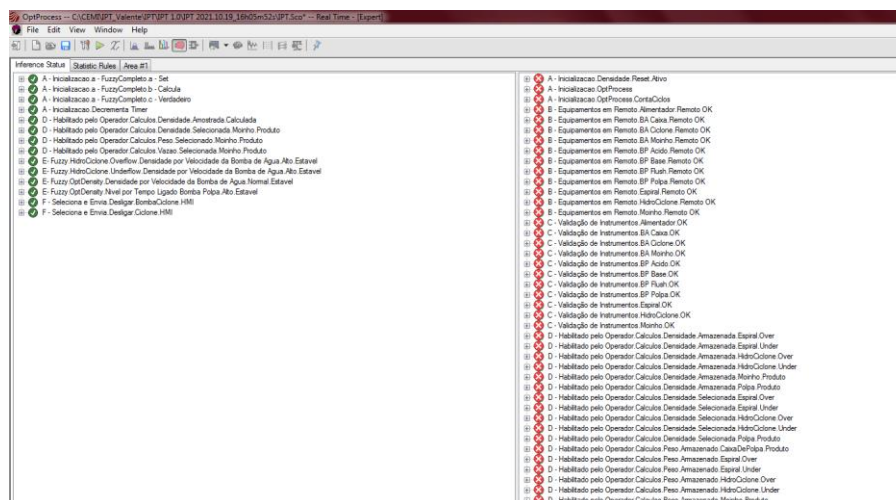 OptProcess -- C:\CEMI\IPT_Valente\IPT\IPT 1.0\IPT 2021.10.19_16h05m52s\IPT.Sco* -- Real Time - [Expert]
File Edit View Window Help
Inference Status Statistic Rules Area #1
A - Inicializacao.a - FuzzyCompleto.a - Set
A - Inicializacao.a - FuzzyCompleto.b - Calcula
A - Inicializacao.a - FuzzyCompleto.c - Verdadeiro
A - Inicializacao.Decrementa Timer
D - Habilitado pelo Operador.Calculos.Densidade.Amostrada.Calculada
D - Habilitado pelo Operador.Calculos.Densidade.Selecionada.Moinho.Produto
D - Habilitado pelo Operador.Calculos.Peso.Selecionado.Moinho.Produto
D - Habilitado pelo Operador.Calculos.Vazao.Selecionada.Moinho.Produto
E- Fuzzy.HidroCiclone.Overflow.Densidade por Velocidade da Bomba de Agua.Alto.Estavel
E- Fuzzy.HidroCiclone.Underflow.Densidade por Velocidade da Bomba de Agua.Alto.Estavel
E- Fuzzy.OptDensity.Densidade por Velocidade da Bomba de Agua.Normal.Estavel
E- Fuzzy.OptDensity.Nivel por Tempo Ligado Bomba Polpa.Alto.Estavel
F - Seleciona e Envia.Desligar.BombaCiclone.HMI
F - Seleciona e Envia.Desligar.Ciclone.HMI
A - Inicializacao.Densidade.Reset.Ativo
A - Inicializacao.OptProcess
A - Inicializacao.OptProcess.ContaCiclos
B - Equipamentos em Remoto.Alimentador.Remoto OK
B - Equipamentos em Remoto.BA Caixa.Remoto OK
B - Equipamentos em Remoto.BA Ciclone.Remoto OK
B - Equipamentos em Remoto.BA Moinho.Remoto OK
B - Equipamentos em Remoto.BP Acido.Remoto OK
B - Equipamentos em Remoto.BP Base.Remoto OK
B - Equipamentos em Remoto.BP Flush.Remoto OK
B - Equipamentos em Remoto.BP Polpa.Remoto OK
B - Equipamentos em Remoto.Espiral.Remoto OK
B - Equipamentos em Remoto.HidroCiclone.Remoto OK
B - Equipamentos em Remoto.Moinho.Remoto OK
C - Validação de Instrumentos.Alimentador.OK
C - Validação de Instrumentos.BA Caixa.OK
C - Validação de Instrumentos.BA Ciclone.OK
C - Validação de Instrumentos.BA Moinho.OK
C - Validação de Instrumentos.BP Acido.OK
C - Validação de Instrumentos.BP Base.OK
C - Validação de Instrumentos.BP Flush.OK
C - Validação de Instrumentos.BP Polpa.OK
C - Validação de Instrumentos.Espiral.OK
C - Validação de Instrumentos.HidroCiclone.OK
C - Validação de Instrumentos.Moinho.OK
D - Habilitado pelo Operador.Calculos.Densidade.Armazenada.Espiral.Over
D - Habilitado pelo Operador.Calculos.Densidade.Armazenada.Espiral.Under
D - Habilitado pelo Operador.Calculos.Densidade.Armazenada.HidroCiclone.Over
D - Habilitado pelo Operador.Calculos.Densidade.Armazenada.HidroCiclone.Under
D - Habilitado pelo Operador.Calculos.Densidade.Armazenada.Moinho.Produto
D - Habilitado pelo Operador.Calculos.Densidade.Armazenada.Polpa.Produto
D - Habilitado pelo Operador.Calculos.Densidade.Selecionada.Espiral.Over
D - Habilitado pelo Operador.Calculos.Densidade.Selecionada.Espiral.Under
D - Habilitado pelo Operador.Calculos.Densidade.Selecionada.HidroCiclone.Over
D - Habilitado pelo Operador.Calculos.Densidade.Selecionada.HidroCiclone.Under
D - Habilitado pelo Operador.Calculos.Densidade.Selecionada.Polpa.Produto
D - Habilitado pelo Operador.Calculos.Peso.Armazenado.CaixaDePolpa.Produto
D - Habilitado pelo Operador.Calculos.Peso.Armazenado.Espiral.Over
D - Habilitado pelo Operador.Calculos.Peso.Armazenado.Espiral.Under
D - Habilitado pelo Operador.Calculos.Peso.Armazenado.HidroCiclone.Over
D - Habilitado pelo Operador.Calculos.Peso.Armazenado.HidroCiclone.Under
D - Habilitado pelo Operador.Calculos.Peso.Armazenado.Moinho.Produto